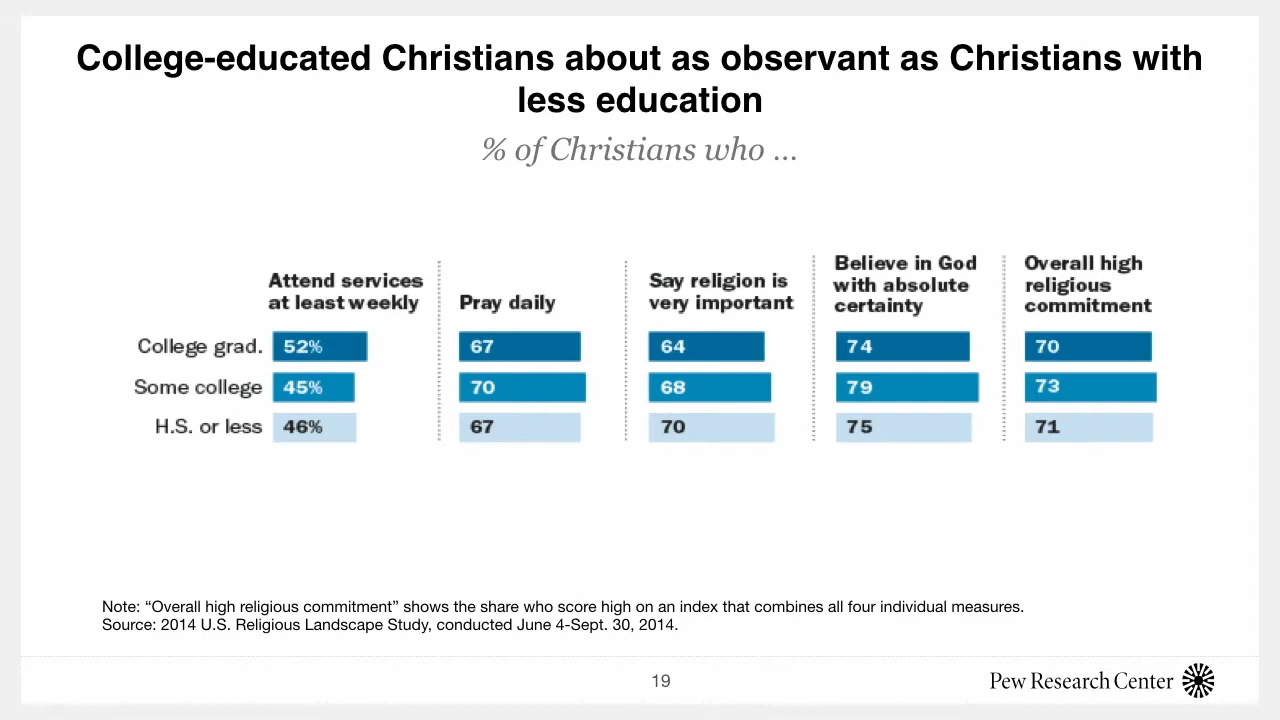 College-educated Christians about as observant as Christians with
less education
% of Christians who ...
Attend services
at least weekly
Pray daily
Say religion is
very important
Believe in God
with absolute
certainty
Overall high
religious
commitment
College grad. 52% 67 64 74 70
Some college 45% 70 68 79 73
H.S. or less 46% 67 70 75 71
Note: “Overall high religious commitment” shows the share who score high on an index that combines all four individual measures.
Source: 2014 U.S. Religious Landscape Study, conducted June 4-Sept. 30, 2014.
19
Pew Research Center